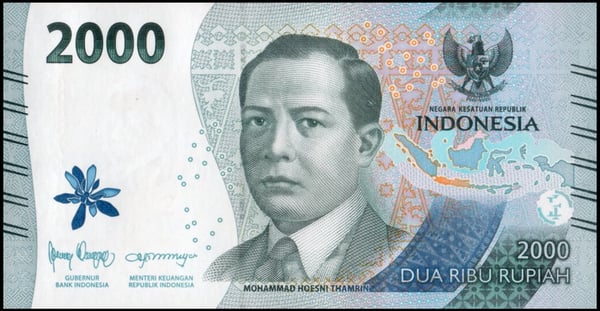 2000
NEGARA KESATUAN REPUBLIK
INDONESIA
GUBERNUR
BANK INDONESIA
MENTERI KEUANGAN
REPUBLIK INDONESIA
MOHAMMAD HOESNI THAMRIN
2000
DUA RIBU RUPIAH